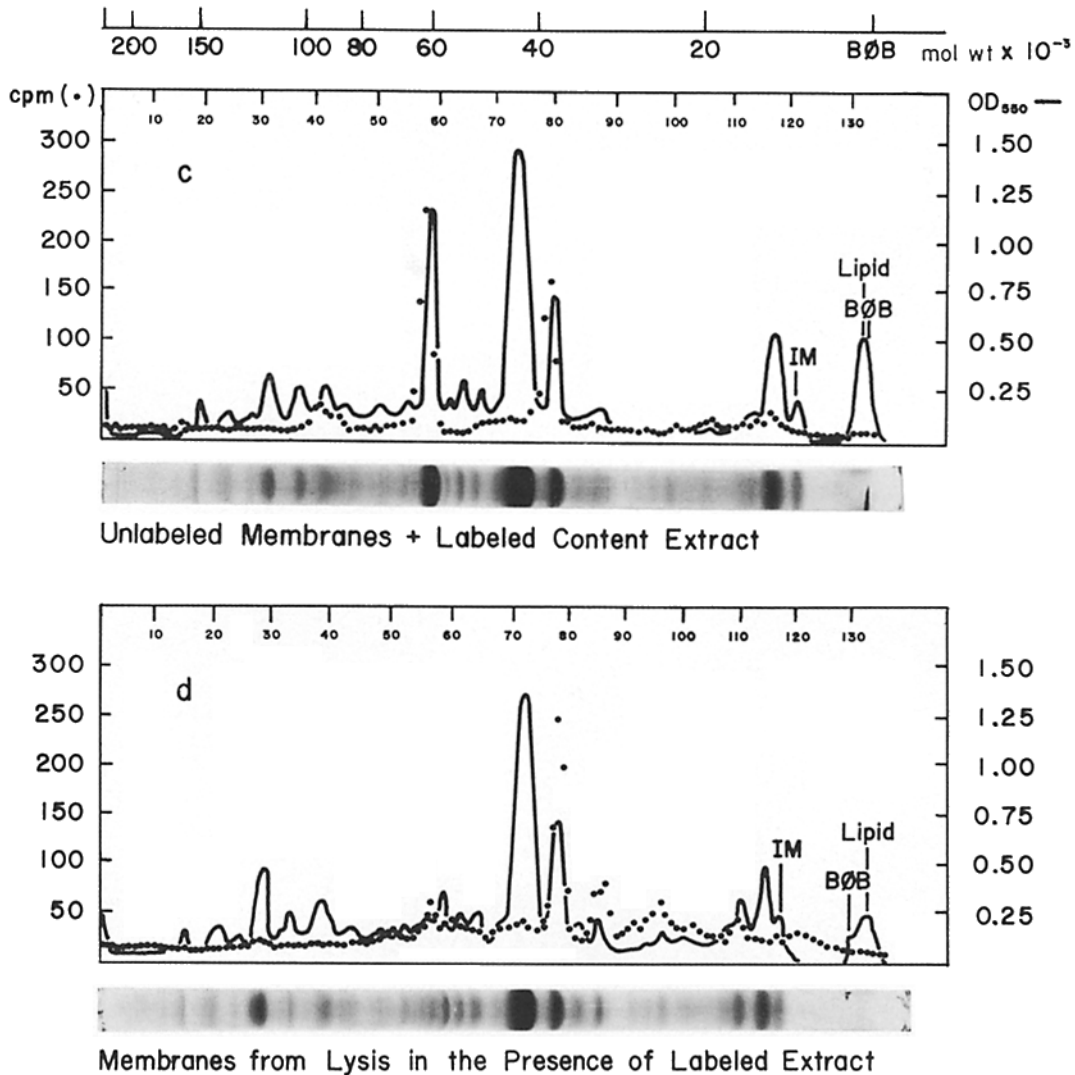 200 150 100 80 60 40 20 BØB mol wt x 10⁻³
cpm (•) OD₅₅₀ —
10 20 30 40 50 60 70 80 90 100 110 120 130
300 1.50
c
250 1.25
200 1.00
Lipid
150 0.75
BØB
100 0.50
IM
50 0.25
Unlabeled Membranes + Labeled Content Extract
10 20 30 40 50 60 70 80 90 100 110 120 130
300 1.50
d
250 1.25
200 1.00
150 0.75
Lipid
IM
100 0.50
BØB
50 0.25
Membranes from Lysis in the Presence of Labeled Extract